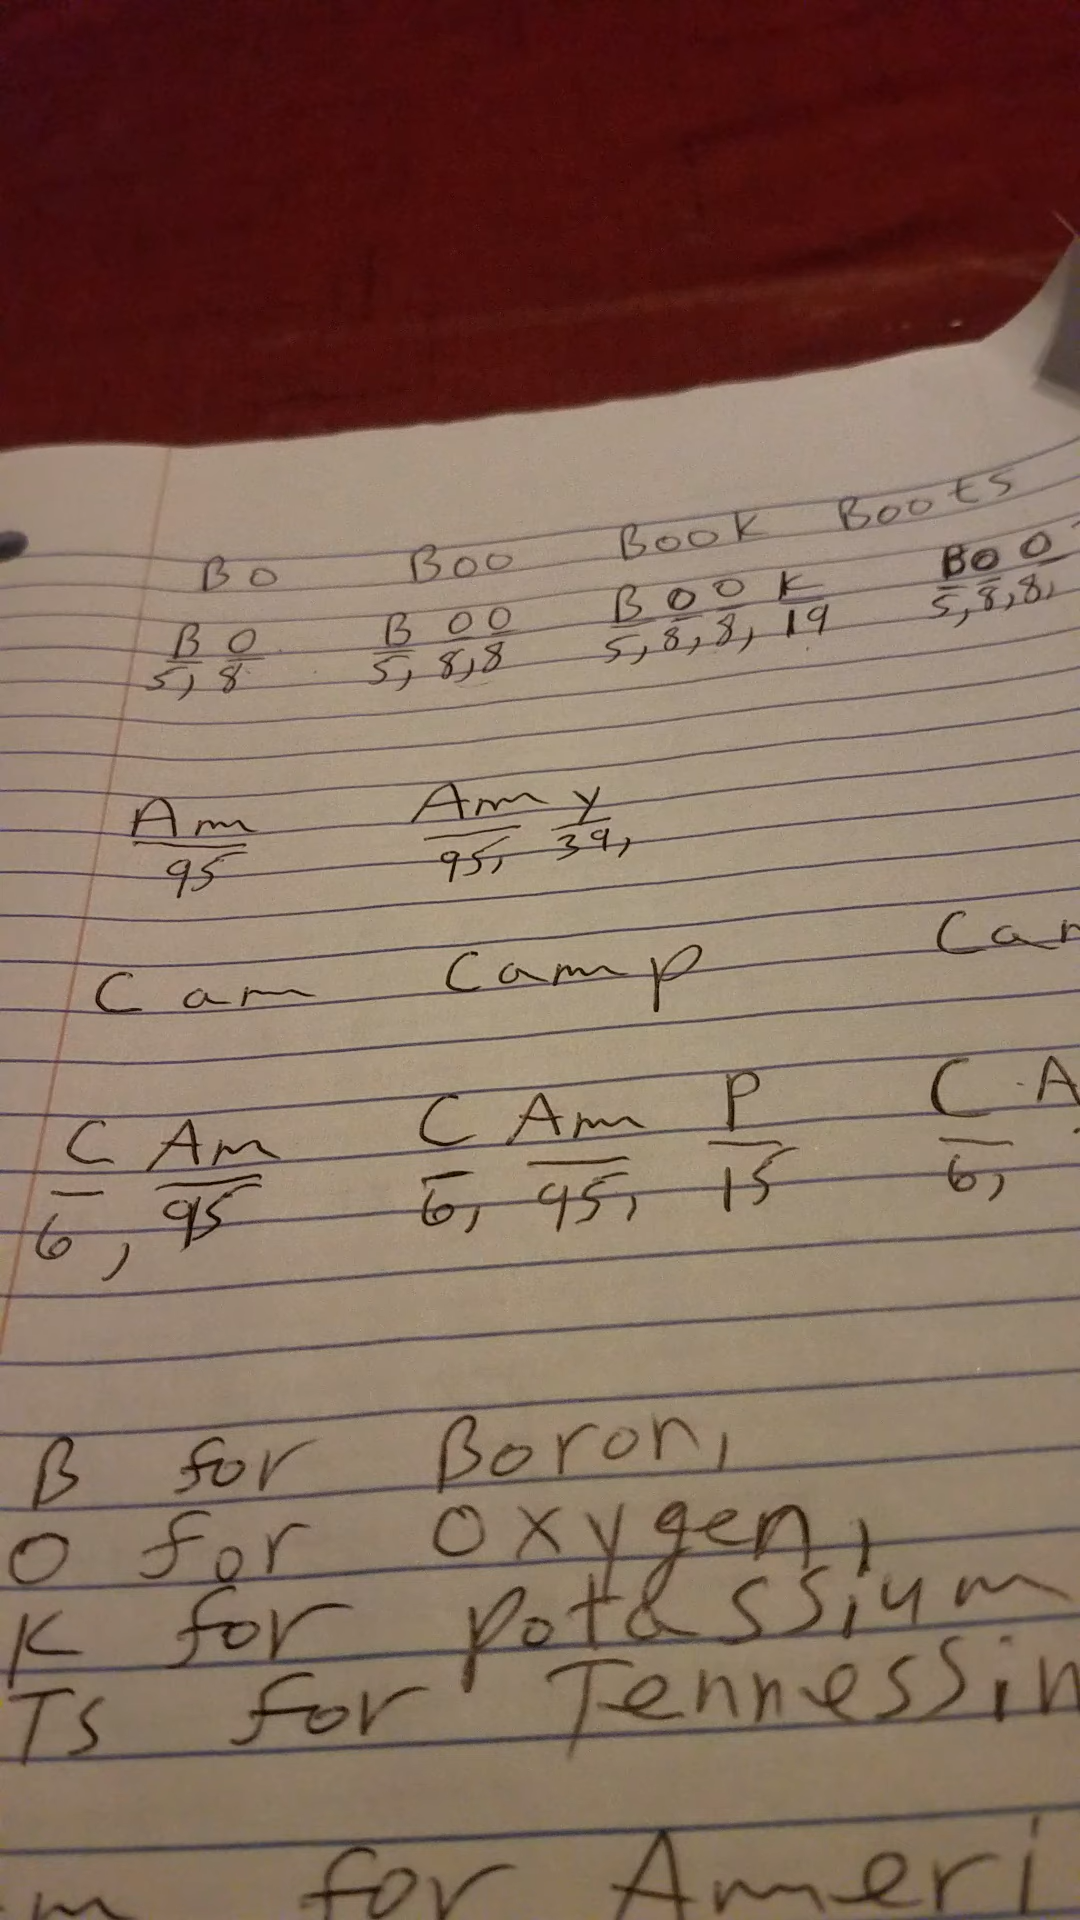 Bo Boo Book Boots
B O B O O B O O K B O O
5, 8 5, 8, 8 5, 8, 8, 19 5, 8, 8,
Am Am y
95 95, 39,
Cam Camp
C Am C Am P C A
6, 95 6, 95, 15 6,
B for Boron,
O for Oxygen,
K for potassium
Ts for Tennessin
m for Ameri